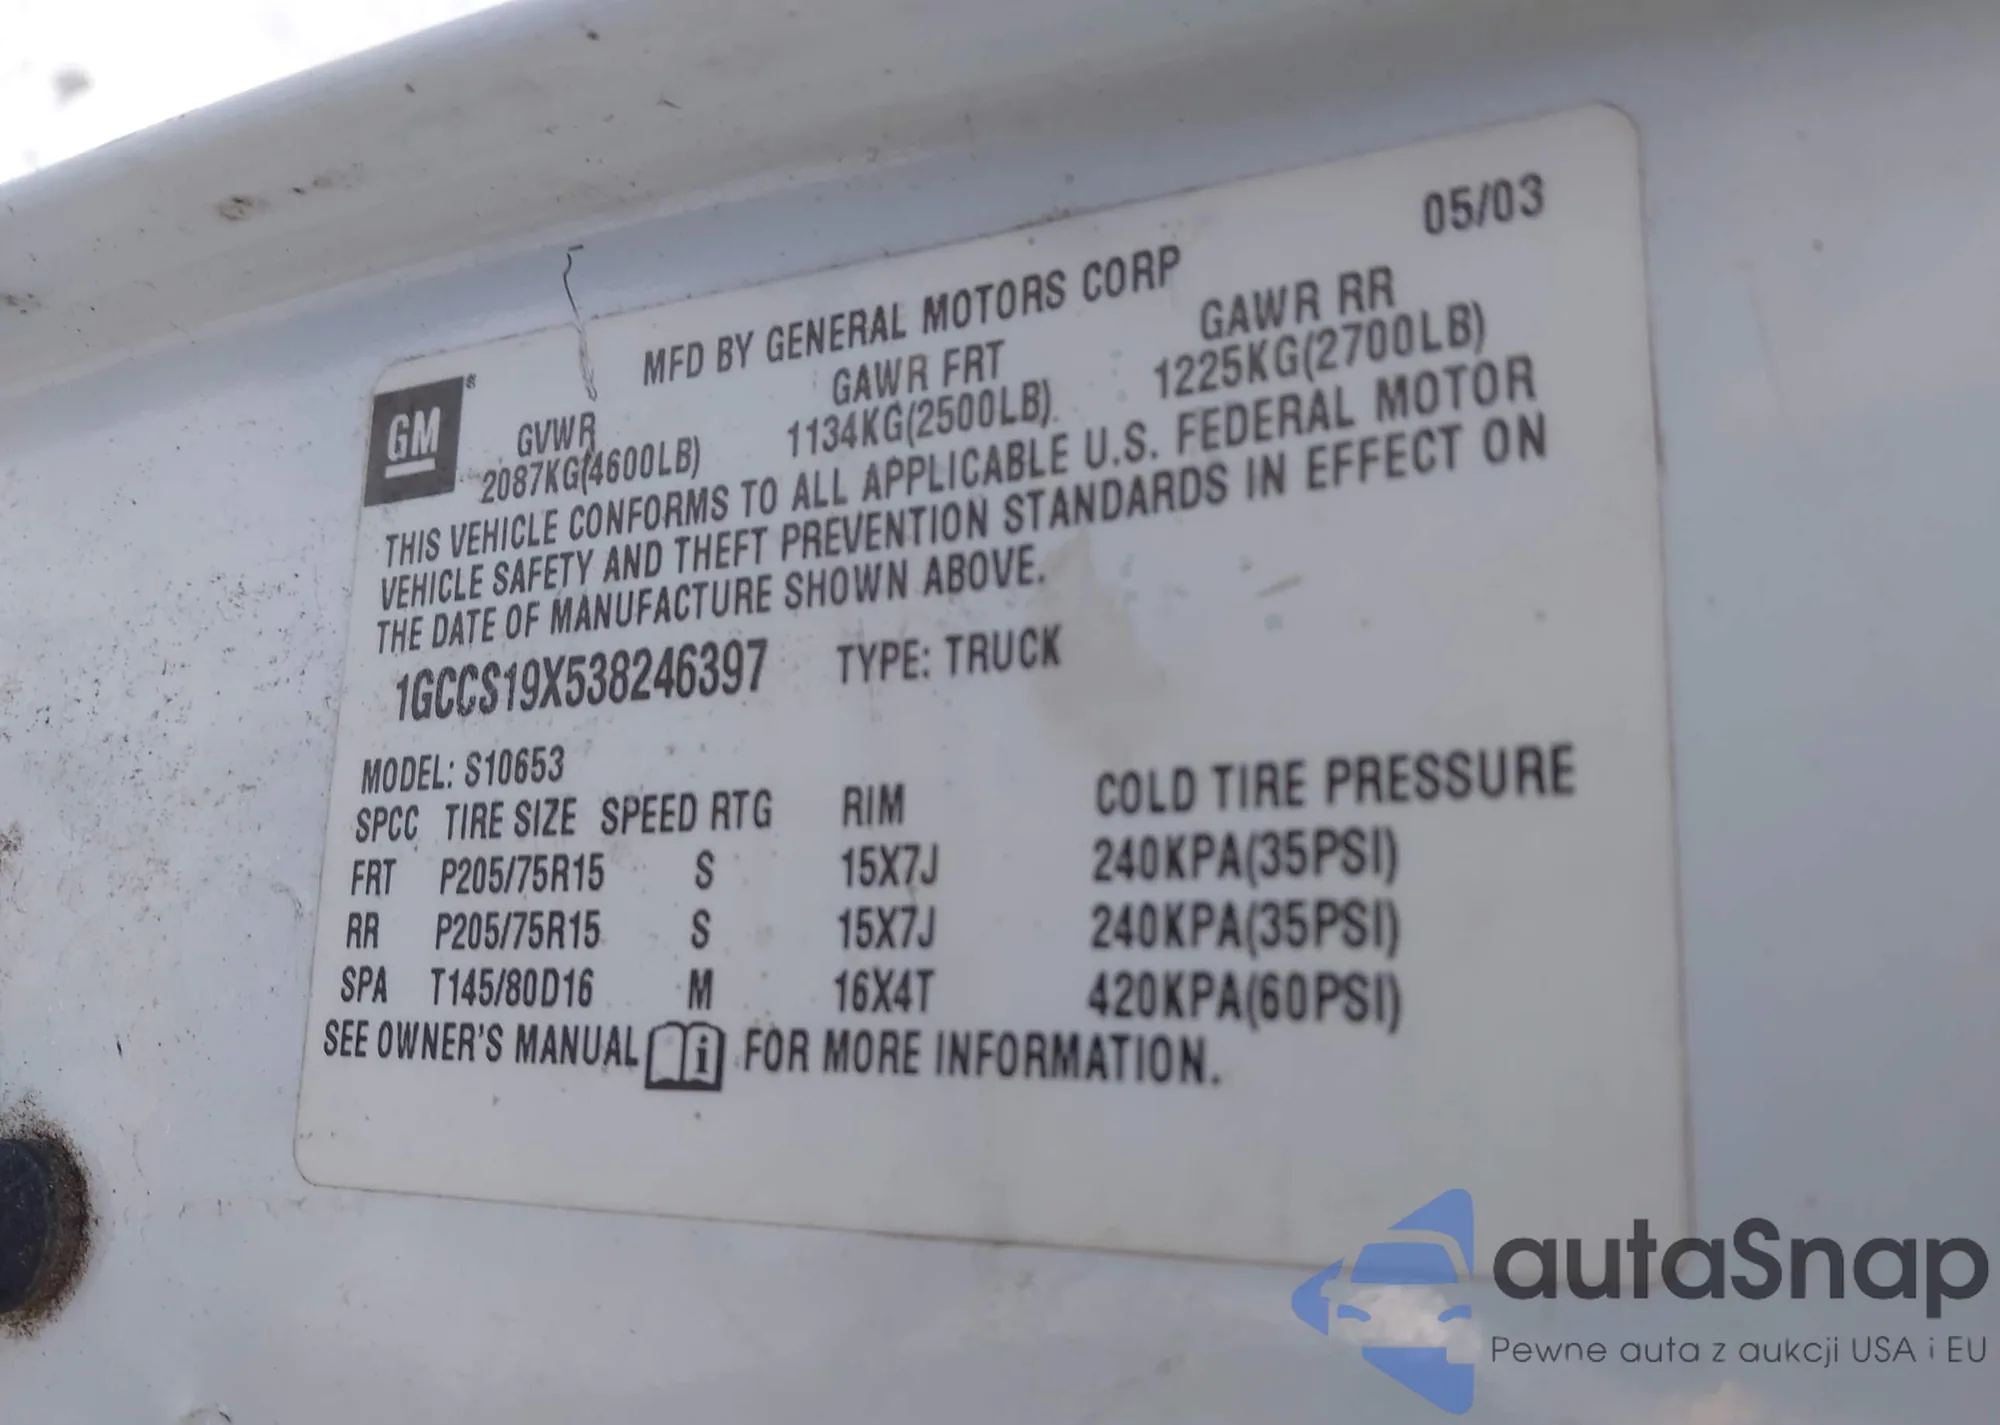 05/03
MFD BY GENERAL MOTORS CORP
GM®
GVWR GAWR FRT GAWR RR
2087KG(4600LB) 1134KG(2500LB) 1225KG(2700LB)
THIS VEHICLE CONFORMS TO ALL APPLICABLE U.S. FEDERAL MOTOR
VEHICLE SAFETY AND THEFT PREVENTION STANDARDS IN EFFECT ON
THE DATE OF MANUFACTURE SHOWN ABOVE.
1GCCS19X538246397 TYPE: TRUCK
MODEL: S10653
SPCC TIRE SIZE SPEED RTG RIM COLD TIRE PRESSURE
FRT P205/75R15 S 15X7J 240KPA(35PSI)
RR P205/75R15 S 15X7J 240KPA(35PSI)
SPA T145/80D16 M 16X4T 420KPA(60PSI)
SEE OWNER'S MANUAL i FOR MORE INFORMATION.
autaSnap
Pewne auta z aukcji USA i EU